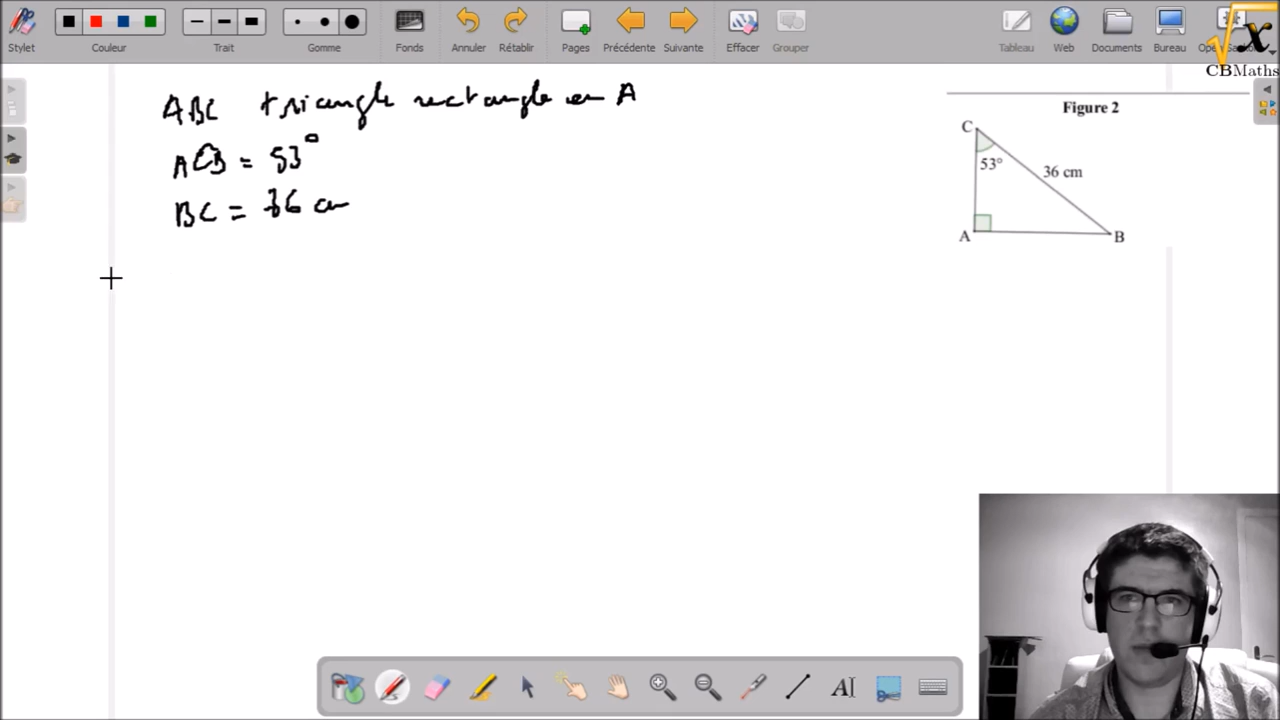 Stylet
Couleur
Trait
Gomme
Fonds
Annuler
Rétablir
Pages
Précédente
Suivante
Effacer
Grouper
Tableau
Web
Documents
Bureau
x
CBMaths
ABC triangle rectangle en A
ACB = 53°
BC = 36 cm
Figure 2
C
53°
36 cm
A
B
AI